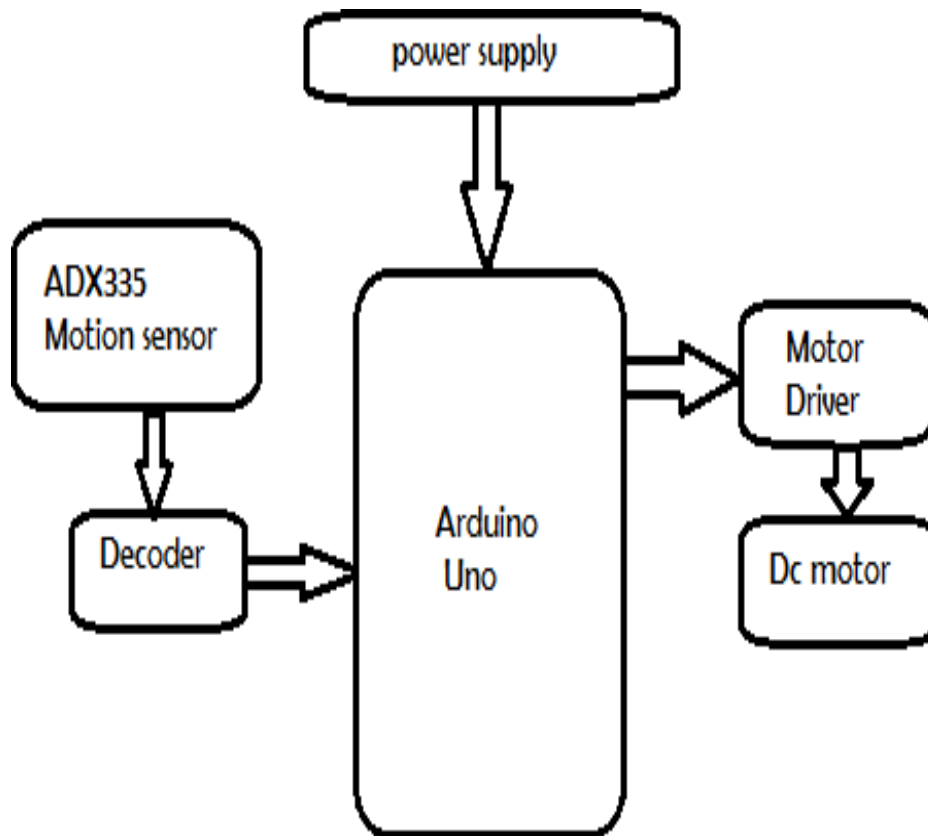 power supply
ADX335
Motion sensor
Decoder
Arduino
Uno
Motor
Driver
Dc motor